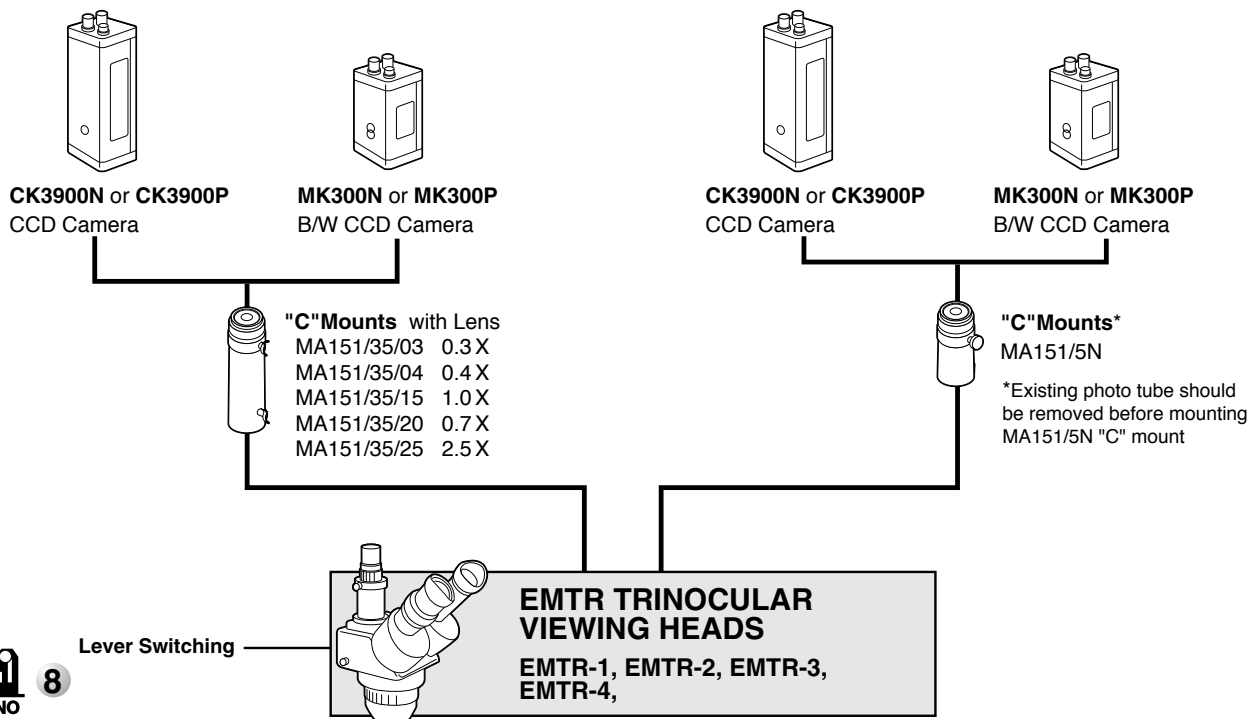 CK3900N or CK3900P
CCD Camera
MK300N or MK300P
B/W CCD Camera
CK3900N or CK3900P
CCD Camera
MK300N or MK300P
B/W CCD Camera
"C"Mounts with Lens
MA151/35/03 0.3 X
MA151/35/04 0.4 X
MA151/35/15 1.0 X
MA151/35/20 0.7 X
MA151/35/25 2.5 X
"C"Mounts*
MA151/5N
*Existing photo tube should
be removed before mounting
MA151/5N "C" mount
EMTR TRINOCULAR
VIEWING HEADS
EMTR-1, EMTR-2, EMTR-3,
EMTR-4,
Lever Switching
8